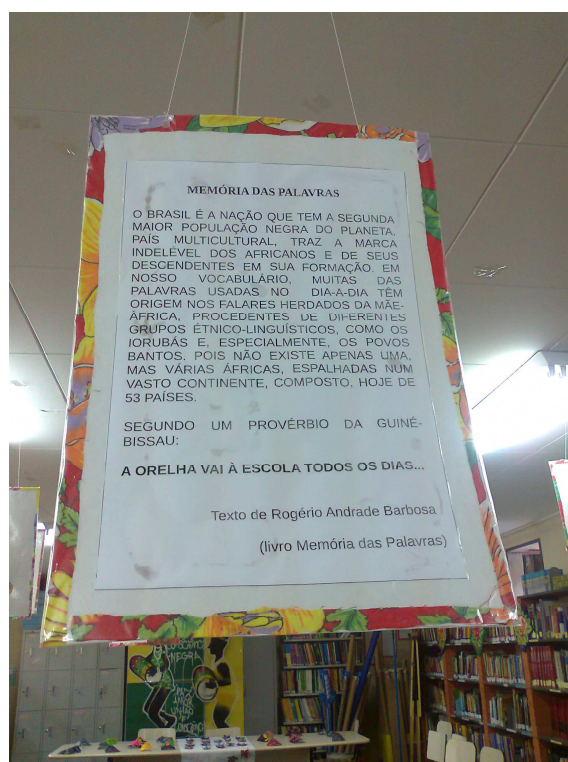 MEMÓRIA DAS PALAVRAS
O BRASIL É A NAÇÃO QUE TEM A SEGUNDA
MAIOR POPULAÇÃO NEGRA DO PLANETA.
PAÍS MULTICULTURAL, TRAZ A MARCA
INDELÉVEL DOS AFRICANOS E DE SEUS
DESCENDENTES EM SUA FORMAÇÃO. EM
NOSSO VOCABULÁRIO, MUITAS DAS
PALAVRAS USADAS NO DIA-A-DIA TÊM
ORIGEM NOS FALARES HERDADOS DA MÃE-
ÁFRICA, PROCEDENTES DE DIFERENTES
GRUPOS ÉTNICO-LINGUÍSTICOS, COMO OS
IORUBÁS E, ESPECIALMENTE, OS POVOS
BANTOS. POIS NÃO EXISTE APENAS UMA,
MAS VÁRIAS ÁFRICAS, ESPALHADAS NUM
VASTO CONTINENTE, COMPOSTO, HOJE DE
53 PAÍSES.
SEGUNDO UM PROVÉRBIO DA GUINÉ-
BISSAU:
A ORELHA VAI À ESCOLA TODOS OS DIAS...
Texto de Rogério Andrade Barbosa
(livro Memória das Palavras)